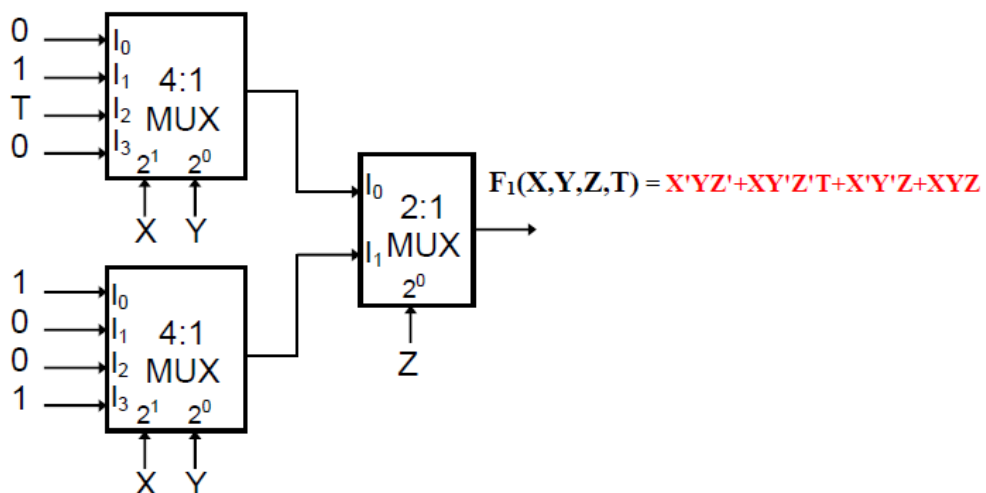 0
I₀
1
I₁
4:1
T
I₂
MUX
0
I₃
2¹ 2⁰
X Y
I₀
2:1
I₁
MUX
2⁰
Z
F₁(X,Y,Z,T) = X'YZ'+XY'Z'T+X'Y'Z+XYZ
1
I₀
0
I₁
4:1
0
I₂
MUX
1
I₃
2¹ 2⁰
X Y